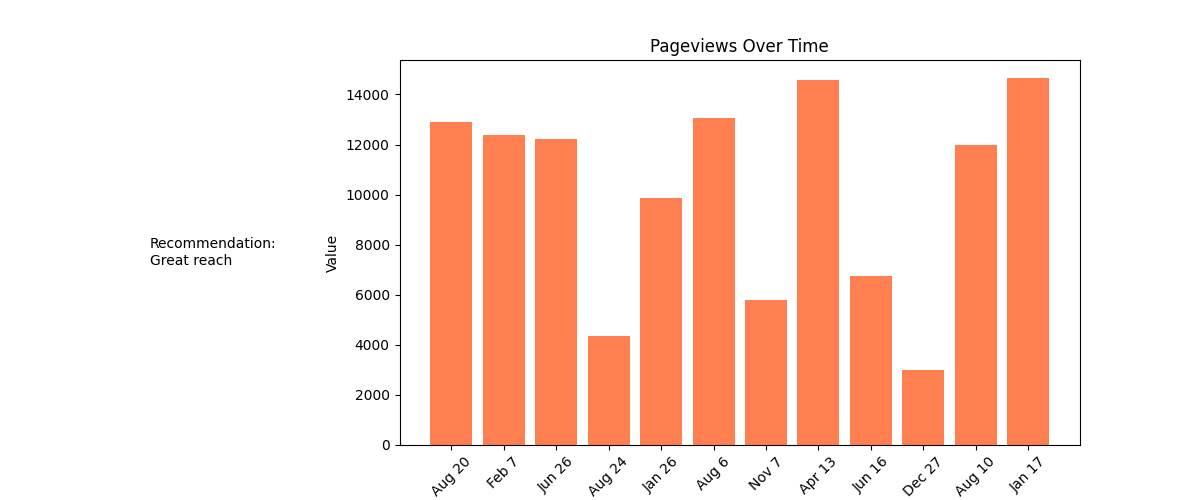 Pageviews Over Time
Recommendation:
Great reach
Value
14000
12000
10000
8000
6000
4000
2000
0
Aug 20
Feb 7
Jun 26
Aug 24
Jan 26
Aug 6
Nov 7
Apr 13
Jun 16
Dec 27
Aug 10
Jan 17